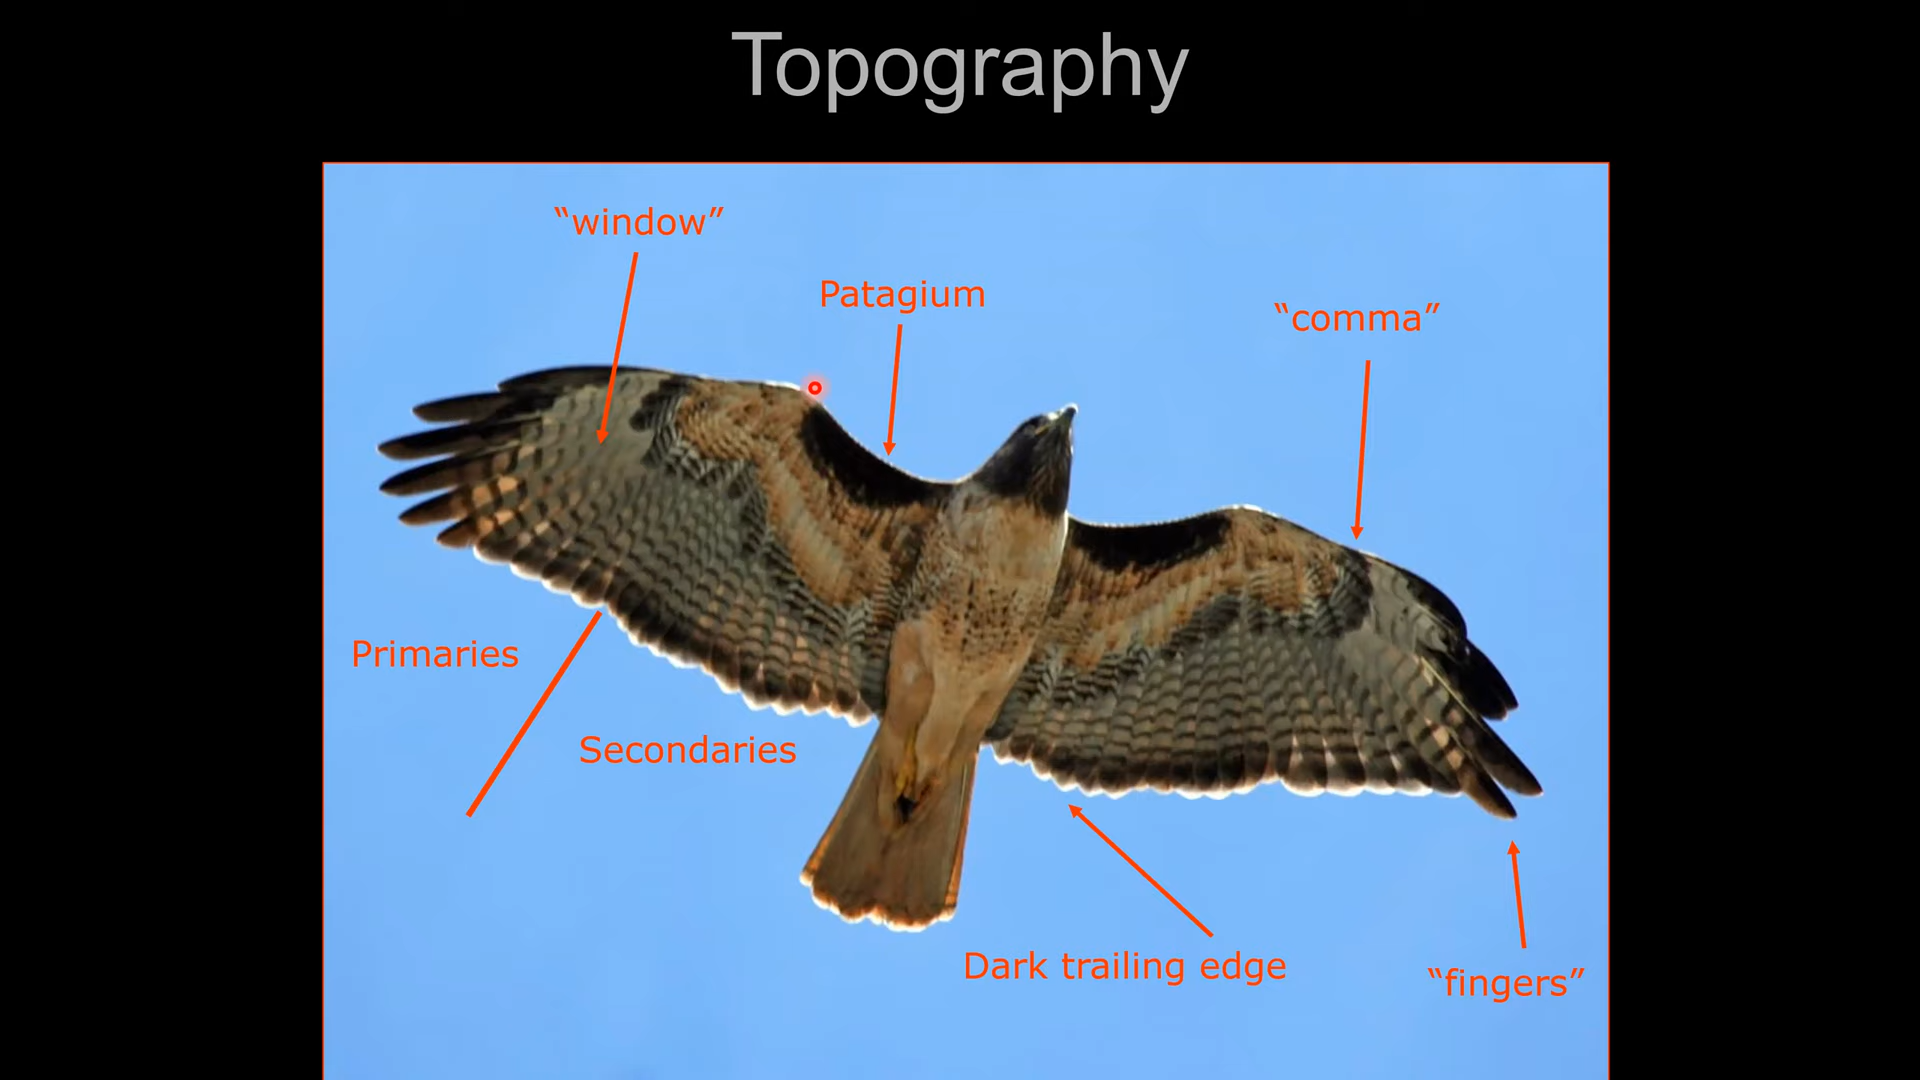 Topography
“window”
Patagium
“comma”
Primaries
Secondaries
Dark trailing edge
“fingers”